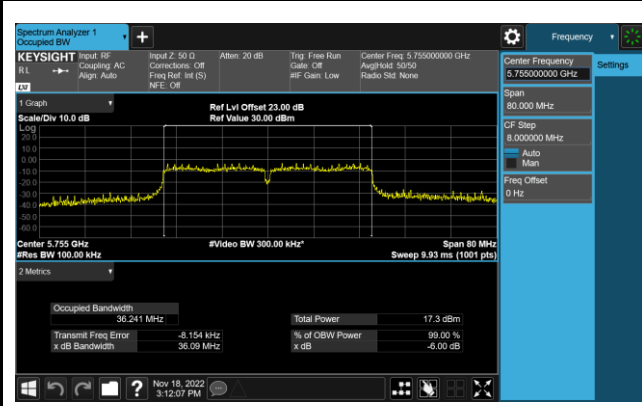 Spectrum Analyzer 1
Occupied BW
Frequency
KEYSIGHT Input: RF
Coupling: AC
Align: Auto
RL
LXI
Input Z: 50 Ω
Corrections: Off
Freq Ref: Int (S)
NFE: Off
Atten: 20 dB
Trig: Free Run
Gate: Off
#IF Gain: Low
Center Freq: 5.755000000 GHz
Avg|Hold: 50/50
Radio Std: None
Center Frequency
5.755000000 GHz
Settings
Span
80.000 MHz
CF Step
8.000000 MHz
Auto
Man
Freq Offset
0 Hz
1 Graph
Scale/Div 10.0 dB
Ref Lvl Offset 23.00 dB
Ref Value 30.00 dBm
Log
20.0
10.0
0.00
-10.0
-20.0
-30.0
-40.0
-50.0
-60.0
Center 5.755 GHz
#Res BW 100.00 kHz
#Video BW 300.00 kHz*
Span 80 MHz
Sweep 9.93 ms (1001 pts)
2 Metrics
Occupied Bandwidth
36.241 MHz
Total Power 17.3 dBm
Transmit Freq Error -8.154 kHz
% of OBW Power 99.00 %
x dB Bandwidth 36.09 MHz
x dB -6.00 dB
Nov 18, 2022
3:12:07 PM